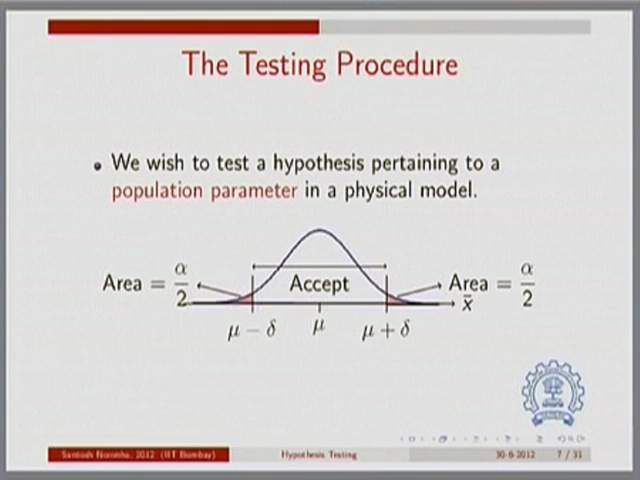 The Testing Procedure
We wish to test a hypothesis pertaining to a
population parameter in a physical model.
Area = α/2
Accept
Area = α/2
x̄
μ − δ
μ
μ + δ
Santosh Noronha, 2012 (IIT Bombay)
Hypothesis Testing
30-6-2012
7 / 31